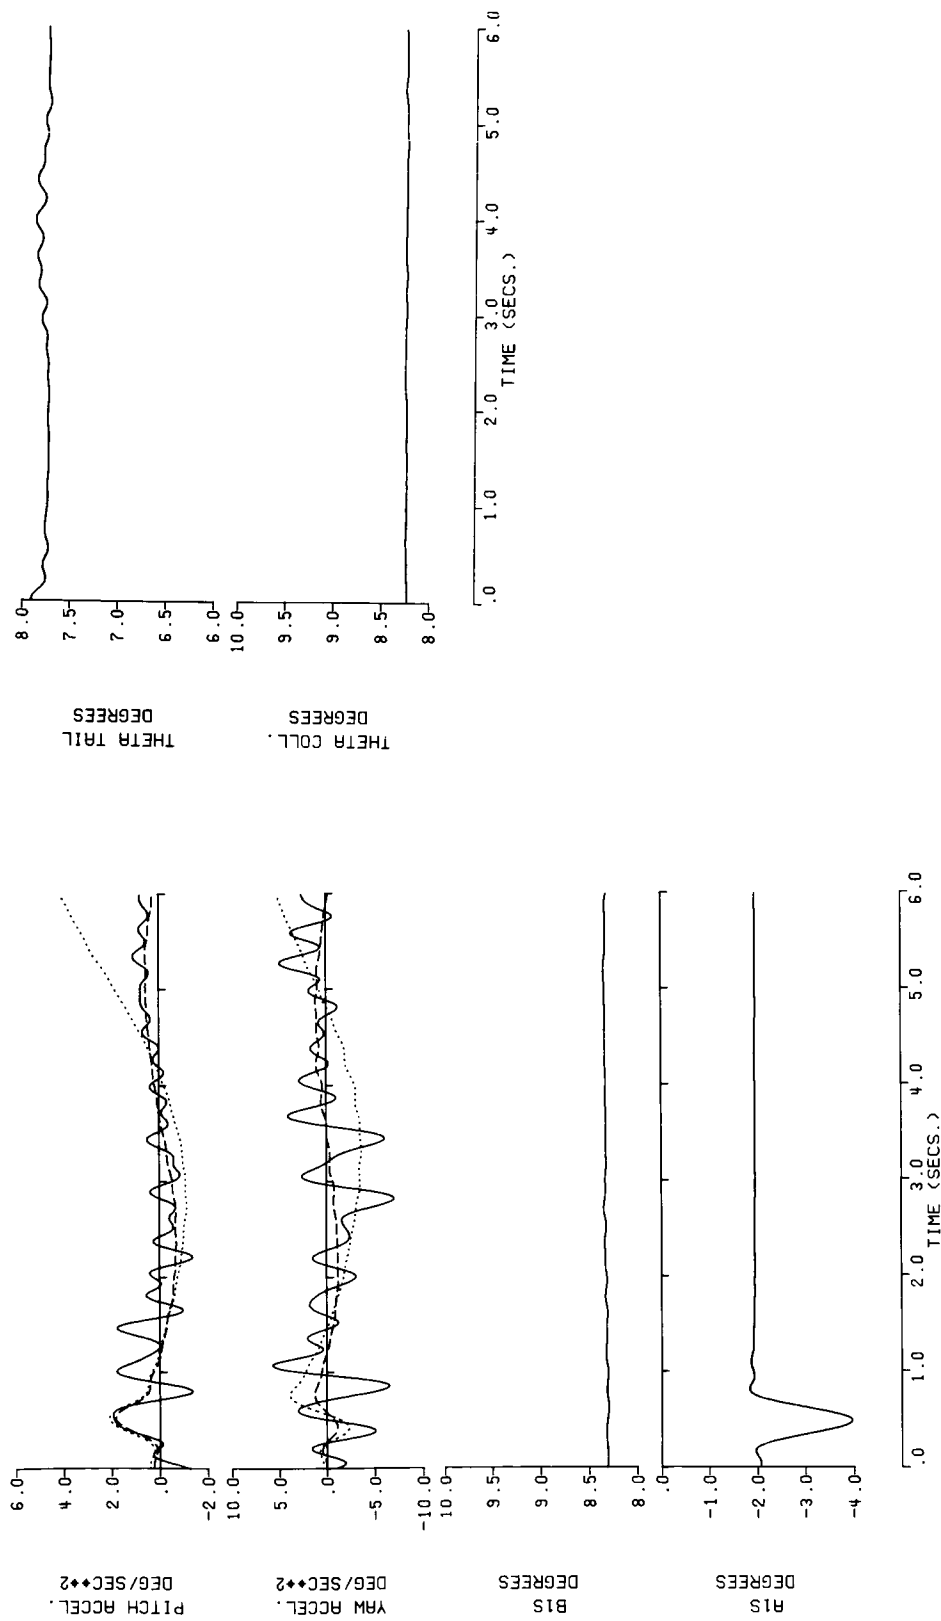 PITCH ACCEL.
DEG/SEC**2
6.0
4.0
2.0
.0
-2.0
YAW ACCEL.
DEG/SEC**2
10.0
5.0
.0
-5.0
-10.0
B1S
DEGREES
10.0
9.5
9.0
8.5
8.0
A1S
DEGREES
.0
-1.0
-2.0
-3.0
-4.0
.0 1.0 2.0 3.0 4.0 5.0 6.0
TIME (SECS.)
THETA TAIL
DEGREES
8.0
7.5
7.0
6.5
6.0
THETA COLL.
DEGREES
10.0
9.5
9.0
8.5
8.0
.0 1.0 2.0 3.0 4.0 5.0 6.0
TIME (SECS.)